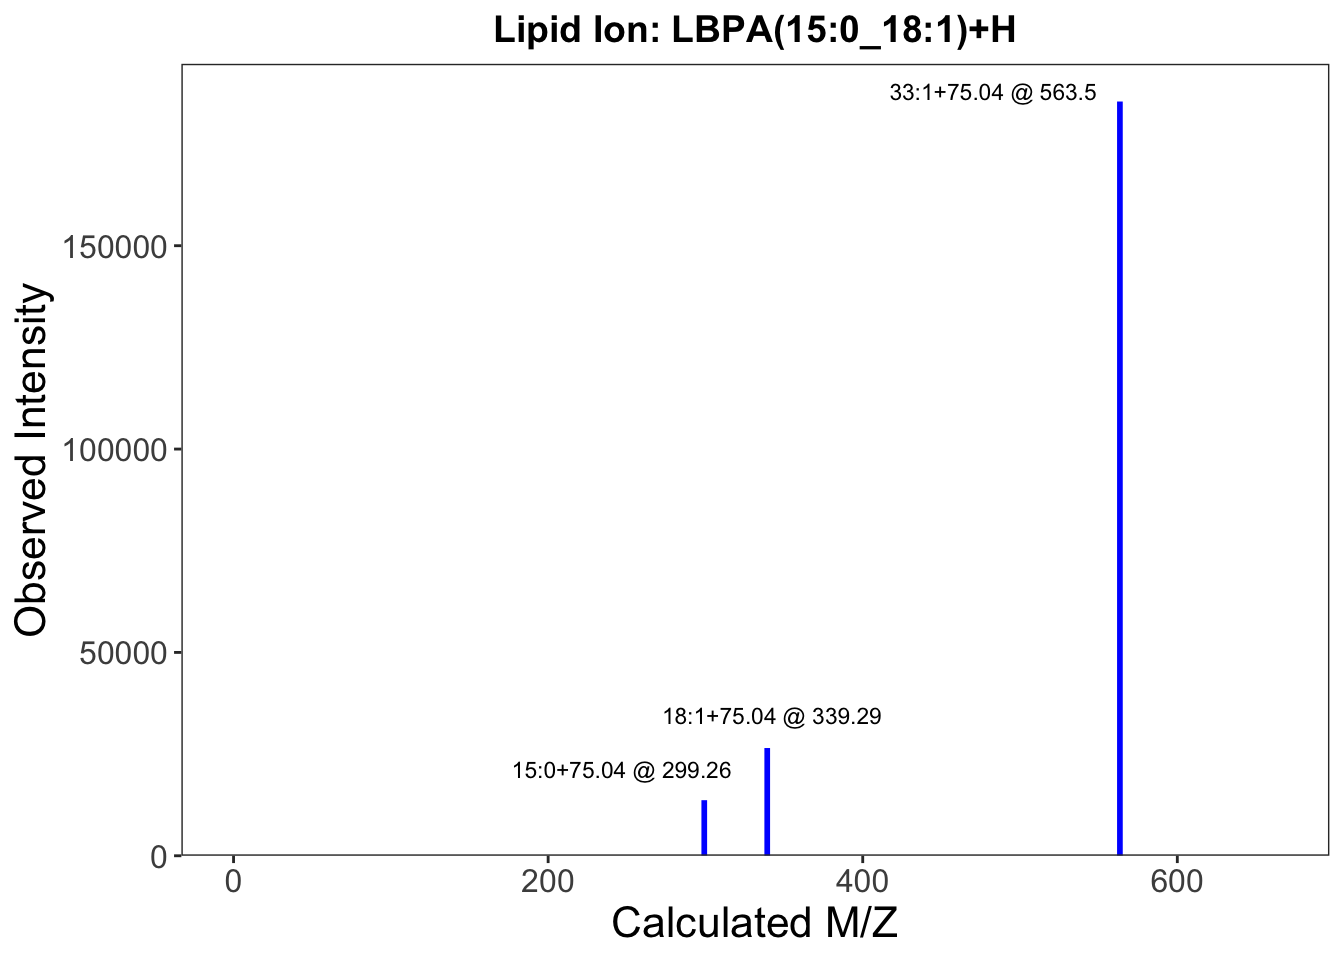 Lipid Ion: LBPA(15:0_18:1)+H
33:1+75.04 @ 563.5
150000
100000
50000
0
Observed Intensity
18:1+75.04 @ 339.29
15:0+75.04 @ 299.26
0 200 400 600
Calculated M/Z